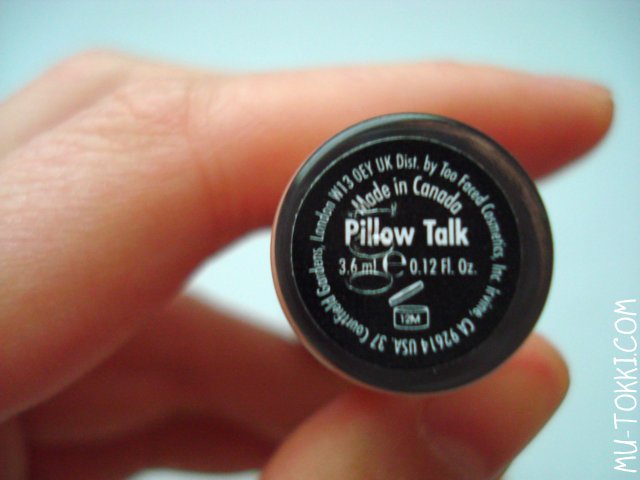 Dist. by Too Faced Cosmetics, Inc. Irvine, CA 92614 USA. 37 Courtfield Gardens, London W13 0EY UK
Made in Canada
Pillow Talk
3.6 ml e 0.12 Fl. Oz.
12M
MU-TOKKI.COM